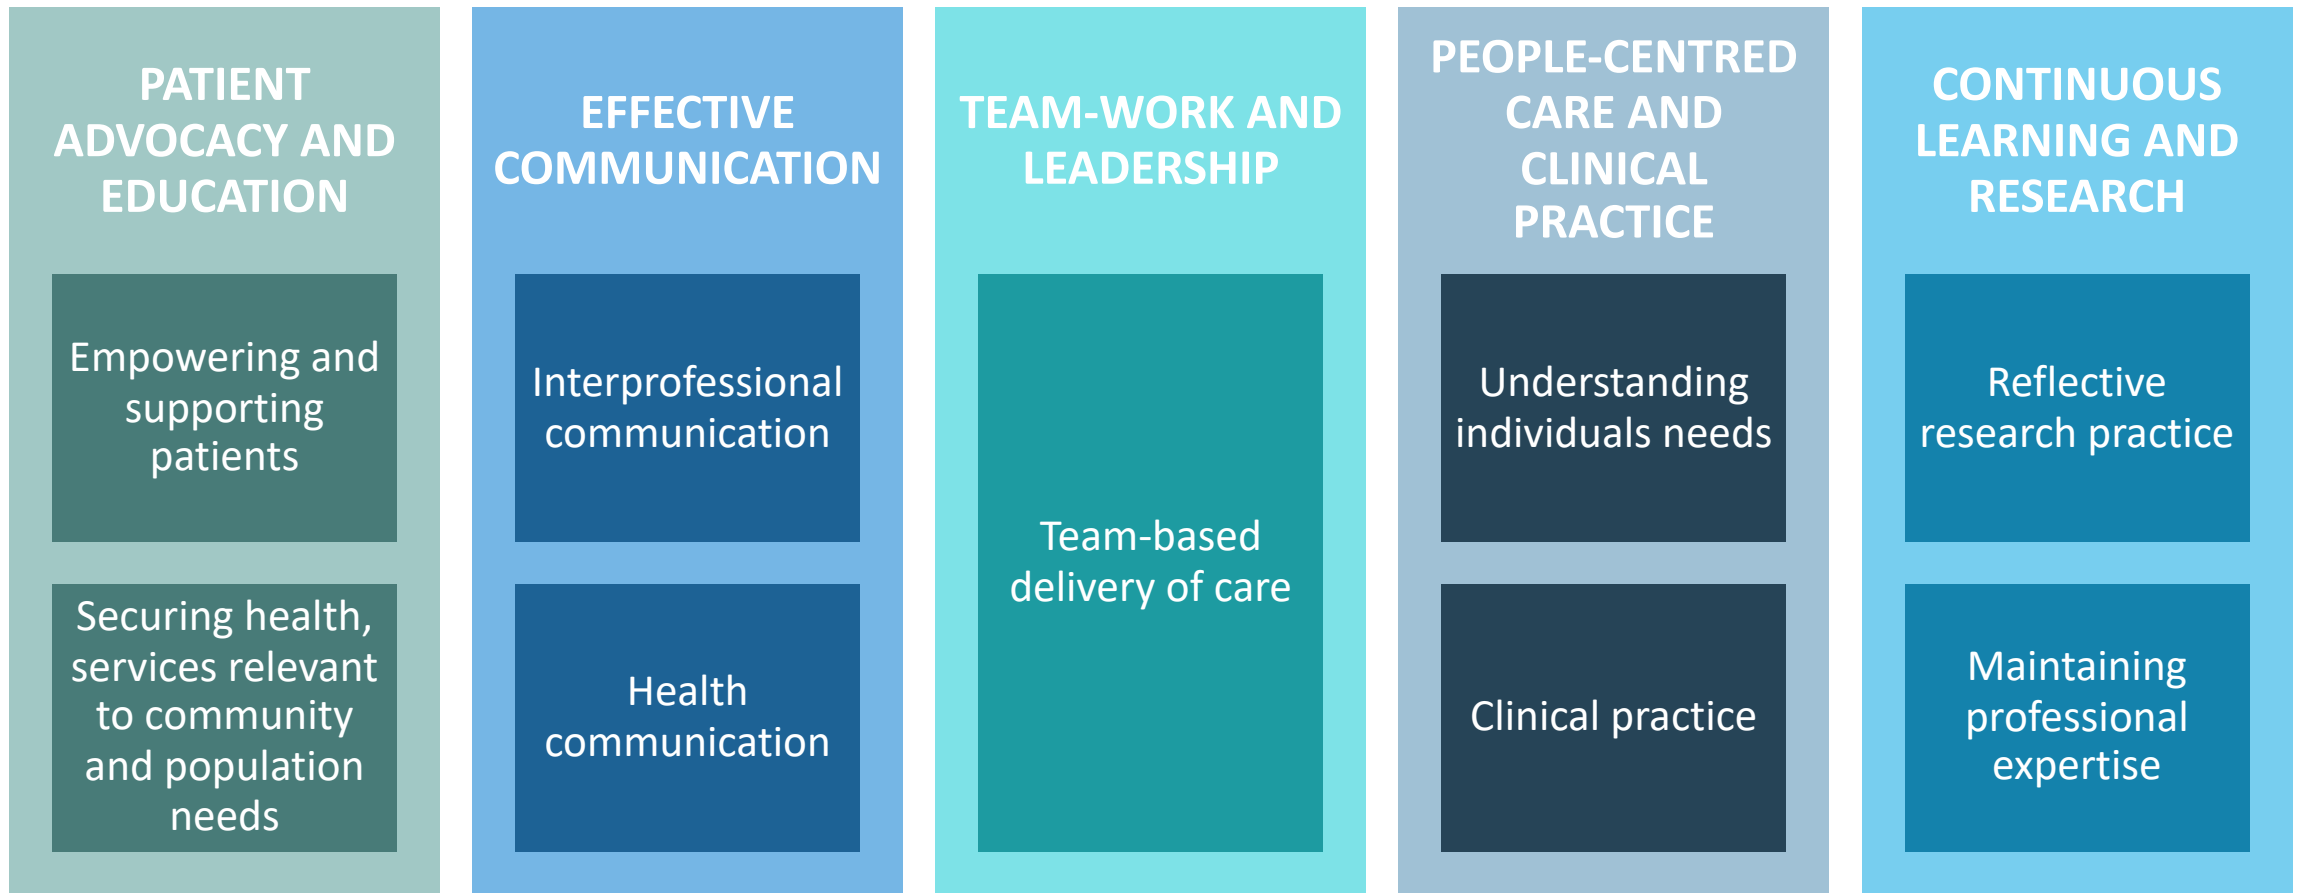 PATIENT
ADVOCACY AND
EDUCATION
Empowering and
supporting
patients
Securing health,
services relevant
to community
and population
needs
EFFECTIVE
COMMUNICATION
Interprofessional
communication
Health
communication
TEAM-WORK AND
LEADERSHIP
Team-based
delivery of care
PEOPLE-CENTRED
CARE AND
CLINICAL
PRACTICE
Understanding
individuals needs
Clinical practice
CONTINUOUS
LEARNING AND
RESEARCH
Reflective
research practice
Maintaining
professional
expertise